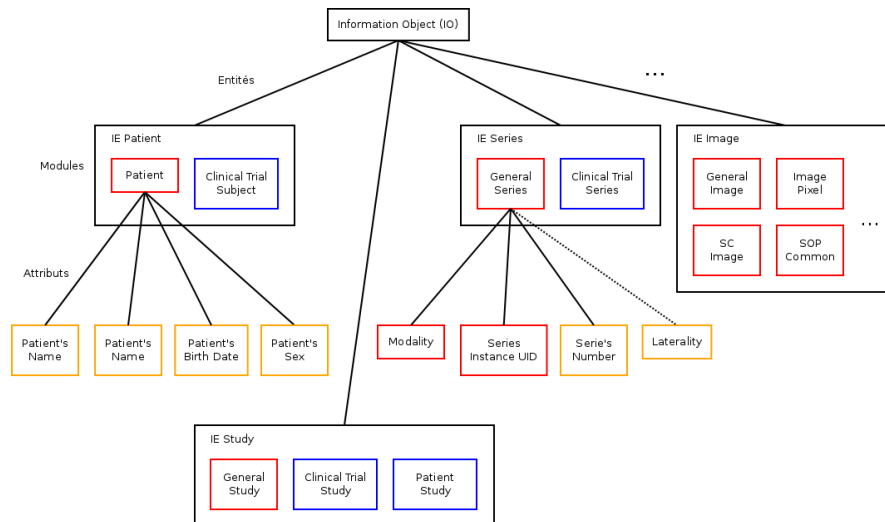 Information Object (IO)
Entités
...
IE Patient
IE Series
IE Image
Modules
Patient
Clinical Trial
Subject
General
Series
Clinical Trial
Series
General
Image
Image
Pixel
SC
Image
SOP
Common
...
Attributs
Patient's
Name
Patient's
Name
Patient's
Birth Date
Patient's
Sex
Modality
Series
Instance UID
Serie's
Number
Laterality
IE Study
General
Study
Clinical Trial
Study
Patient
Study